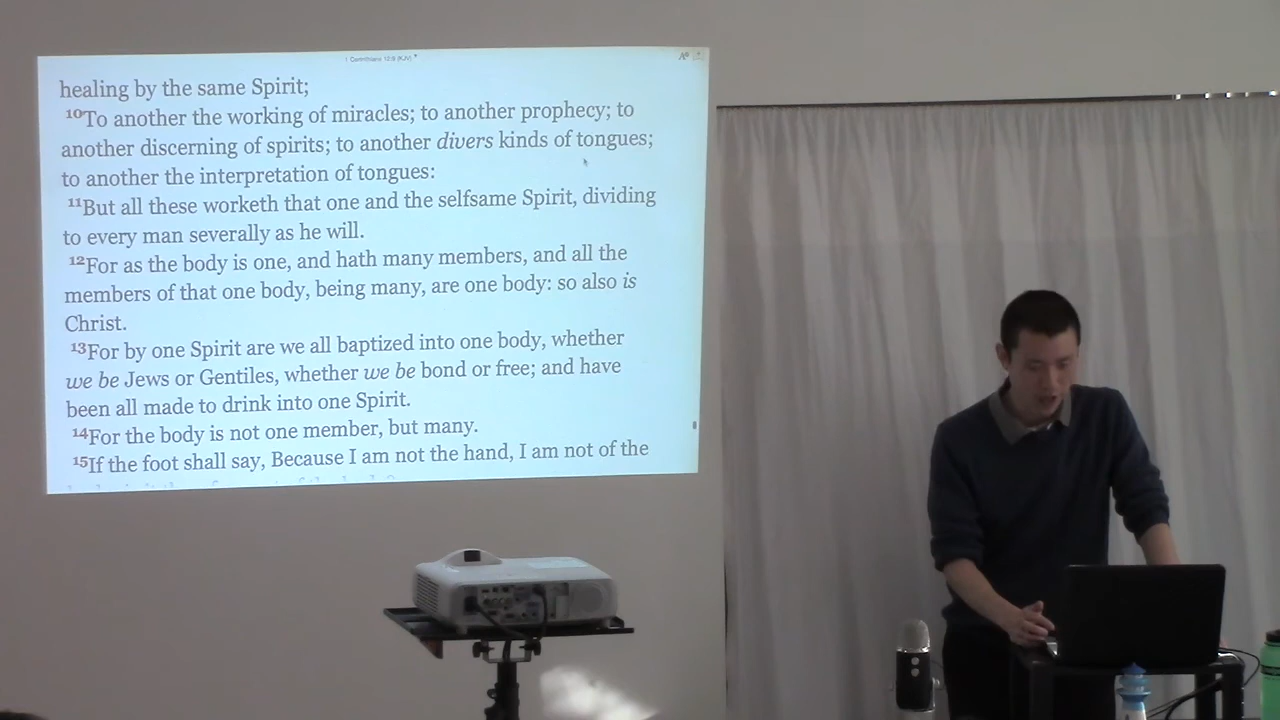 1 Corinthians 12:9 (KJV)
healing by the same Spirit;
10To another the working of miracles; to another prophecy; to
another discerning of spirits; to another divers kinds of tongues;
to another the interpretation of tongues:
11But all these worketh that one and the selfsame Spirit, dividing
to every man severally as he will.
12For as the body is one, and hath many members, and all the
members of that one body, being many, are one body: so also is
Christ.
13For by one Spirit are we all baptized into one body, whether
we be Jews or Gentiles, whether we be bond or free; and have
been all made to drink into one Spirit.
14For the body is not one member, but many.
15If the foot shall say, Because I am not the hand, I am not of the